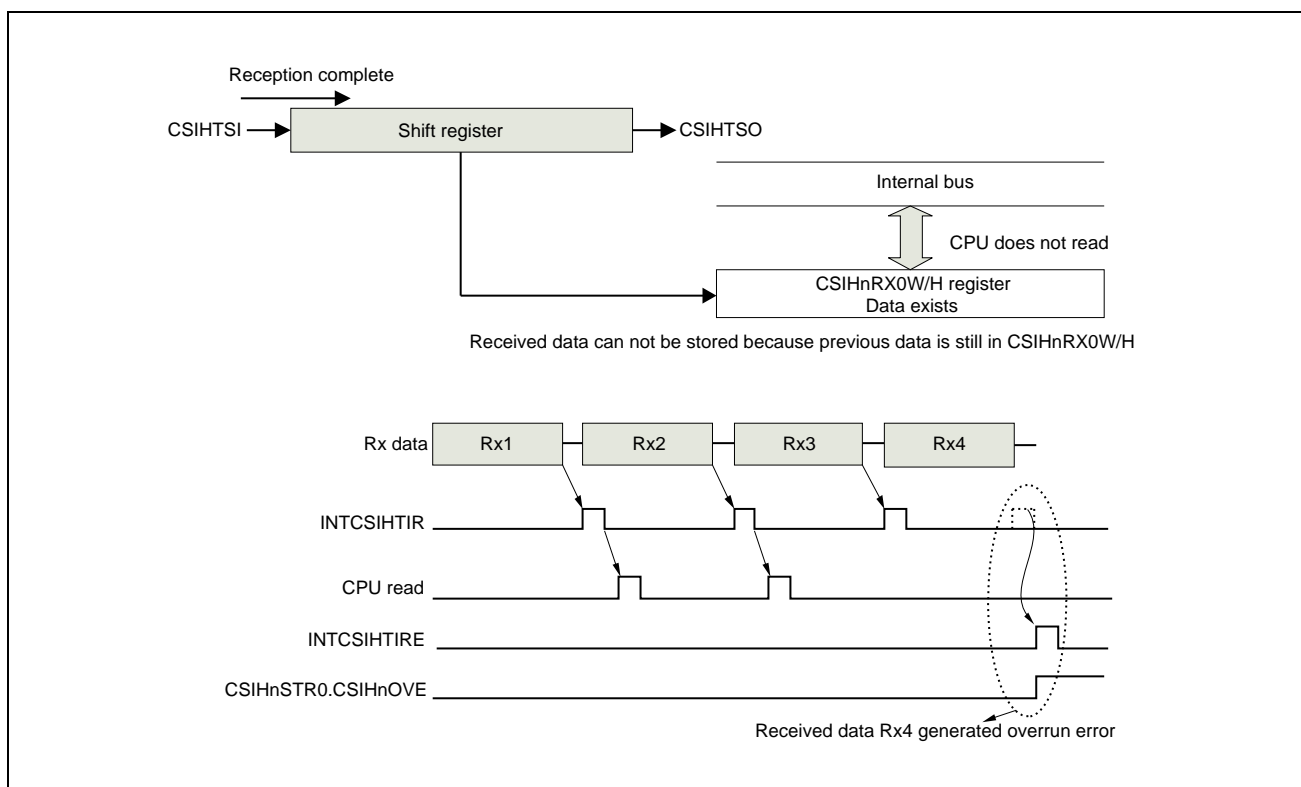 Reception complete
CSIHTSI
Shift register
CSIHTSO
Internal bus
CPU does not read
CSIHnRX0W/H register
Data exists
Received data can not be stored because previous data is still in CSIHnRX0W/H
Rx data
Rx1
Rx2
Rx3
Rx4
INTCSIHTIR
CPU read
INTCSIHTIRE
CSIHnSTR0.CSIHnOVE
Received data Rx4 generated overrun error